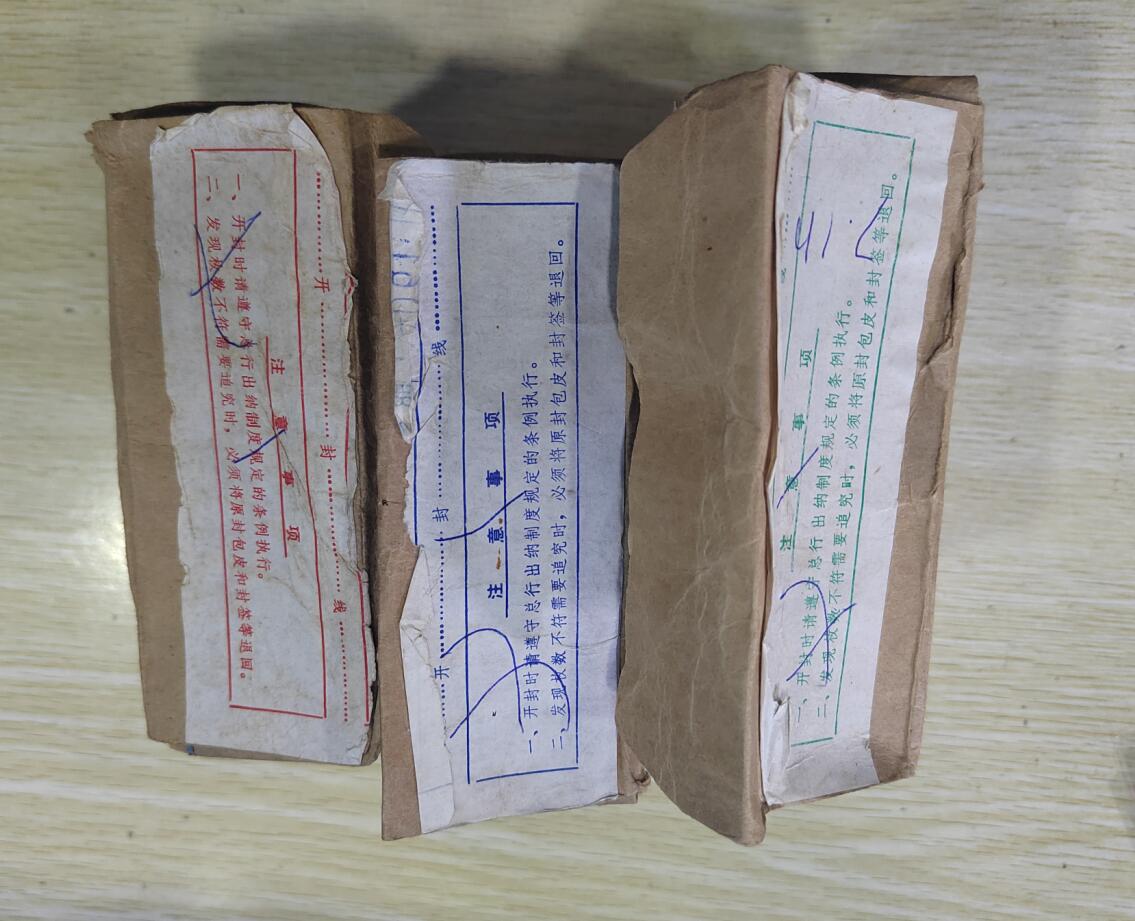 开封线
注意事项
一、开封时请遵守总行出纳制度规定的条例执行。
二、发现枚数不符需要追究时,必须将原封包皮和封签等退回。
开封线
注意事项
一、开封时请遵守总行出纳制度规定的条例执行。
二、发现枚数不符需要追究时,必须将原封包皮和封签等退回。
注意事项
一、开封时请遵守总行出纳制度规定的条例执行。
二、发现枚数不符需要追究时,必须将原封包皮和封签等退回。